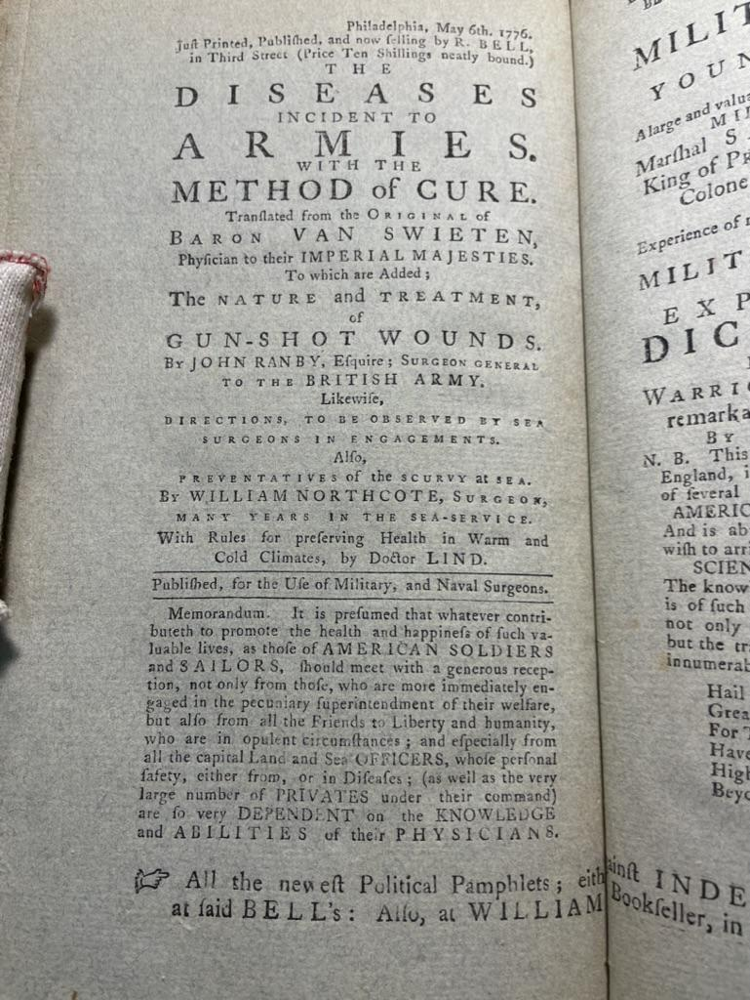 Philadelphia, May 6th. 1776.
Juſt Printed, Publiſhed, and now ſelling by R. BELL,
in Third Street (Price Ten Shillings neatly bound.)
THE
DISEASES
INCIDENT TO
ARMIES.
WITH THE
METHOD of CURE.
Tranſlated from the ORIGINAL of
BARON VAN SWIETEN,
Phyſician to their IMPERIAL MAJESTIES.
To which are Added;
The NATURE and TREATMENT,
of
GUN-SHOT WOUNDS.
By JOHN RANBY, Eſquire; SURGEON GENERAL
TO THE BRITISH ARMY.
Likewiſe,
DIRECTIONS, TO BE OBSERVED BY SEA
SURGEONS IN ENGAGEMENTS.
Alſo,
PREVENTATIVES of the SCURVY at SEA.
By WILLIAM NORTHCOTE, SURGEON,
MANY YEARS IN THE SEA-SERVICE.
With Rules for preſerving Health in Warm and
Cold Climates, by Doctor LIND.
Publiſhed, for the Uſe of Military, and Naval Surgeons.
Memorandum. It is preſumed that whatever contri-
buteth to promote the health and happineſs of ſuch va-
luable lives, as thoſe of AMERICAN SOLDIERS
and SAILORS, ſhould meet with a generous recep-
tion, not only from thoſe, who are more immediately en-
gaged in the pecuniary ſuperintendment of their welfare,
but alſo from all the Friends to Liberty and humanity,
who are in opulent circumſtances; and eſpecially from
all the capital Land and Sea OFFICERS, whoſe perſonal
ſafety, either from, or in Diſeaſes; (as well as the very
large number of PRIVATES under their command)
are ſo very DEPENDENT on the KNOWLEDGE
and ABILITIES of their PHYSICIANS.
☞ All the neweſt Political Pamphlets; eith
at ſaid BELL's: Alſo, at WILLIAM
MILIT
YOUN
A large and valua
MI
Marſhal S
King of Pr
Colone
Experience of
MILIT
EXP
DIC
WARRI
remarka
BY
N. B. This
England, i
of ſeveral
AMERIC
And is ab
wiſh to arri
SCIEN
The know
is of ſuch
not only
but the tr
innumerab
Hail
Grea
For
Have
High
Beyo
ainſt INDE
Bookſeller, in